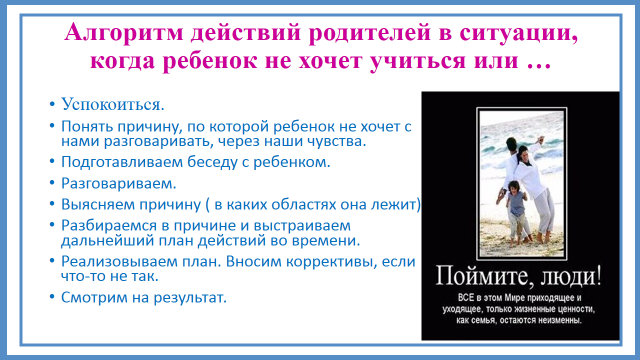 Алгоритм действий родителей в ситуации,
когда ребенок не хочет учиться или …
• Успокоиться.
• Понять причину, по которой ребенок не хочет с
нами разговаривать, через наши чувства.
• Подготавливаем беседу с ребенком.
• Разговариваем.
• Выясняем причину ( в каких областях она лежит)
• Разбираемся в причине и выстраиваем
дальнейший план действий во времени.
• Реализовываем план. Вносим коррективы, если
что-то не так.
• Смотрим на результат.
Поймите, люди!
ВСЕ в этом Мире приходящее и
уходящее, только жизненные ценности,
как семья, остаются неизменны.